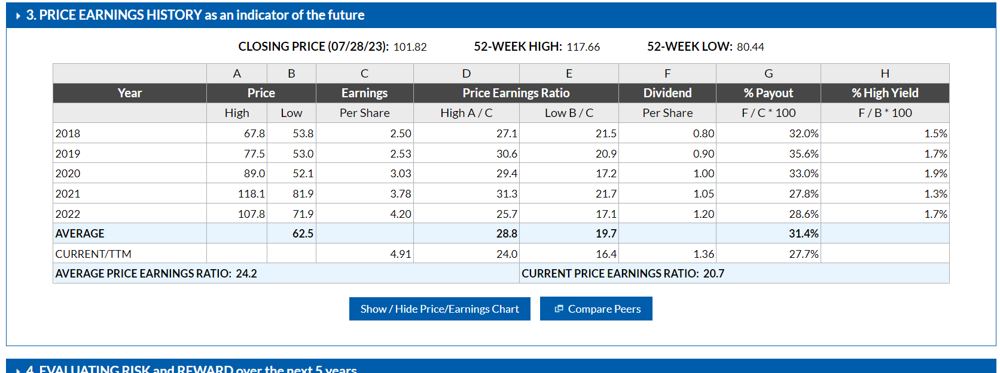 3. PRICE EARNINGS HISTORY as an indicator of the future
CLOSING PRICE (07/28/23): 101.82 52-WEEK HIGH: 117.66 52-WEEK LOW: 80.44
A B C D E F G H
Year Price Earnings Price Earnings Ratio Dividend % Payout % High Yield
High Low Per Share High A / C Low B / C Per Share F / C * 100 F / B * 100
2018 67.8 53.8 2.50 27.1 21.5 0.80 32.0% 1.5%
2019 77.5 53.0 2.53 30.6 20.9 0.90 35.6% 1.7%
2020 89.0 52.1 3.03 29.4 17.2 1.00 33.0% 1.9%
2021 118.1 81.9 3.78 31.3 21.7 1.05 27.8% 1.3%
2022 107.8 71.9 4.20 25.7 17.1 1.20 28.6% 1.7%
AVERAGE 62.5 28.8 19.7 31.4%
CURRENT/TTM 4.91 24.0 16.4 1.36 27.7%
AVERAGE PRICE EARNINGS RATIO: 24.2 CURRENT PRICE EARNINGS RATIO: 20.7
Show / Hide Price/Earnings Chart Compare Peers
4. EVALUATING RISK and REWARD over the next 5 years